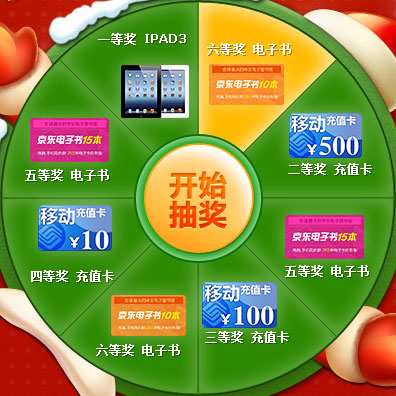 一等奖 IPAD3
六等奖 电子书
京东电子书10本
移动充值卡
¥500
二等奖 充值卡
京东电子书15本
五等奖 电子书
移动充值卡
¥100
三等奖 充值卡
京东电子书10本
六等奖 电子书
移动充值卡
¥10
四等奖 充值卡
京东电子书15本
五等奖 电子书
开始
抽奖